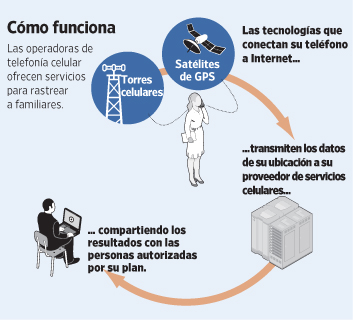 Cómo funciona
Las operadoras de
telefonía celular
ofrecen servicios
para rastrear
a familiares.
Torres
celulares
Satélites
de GPS
Las tecnologías que
conectan su teléfono
a Internet...
...transmiten los datos
de su ubicación a su
proveedor de servicios
celulares...
... compartiendo los
resultados con las
personas autorizadas
por su plan.